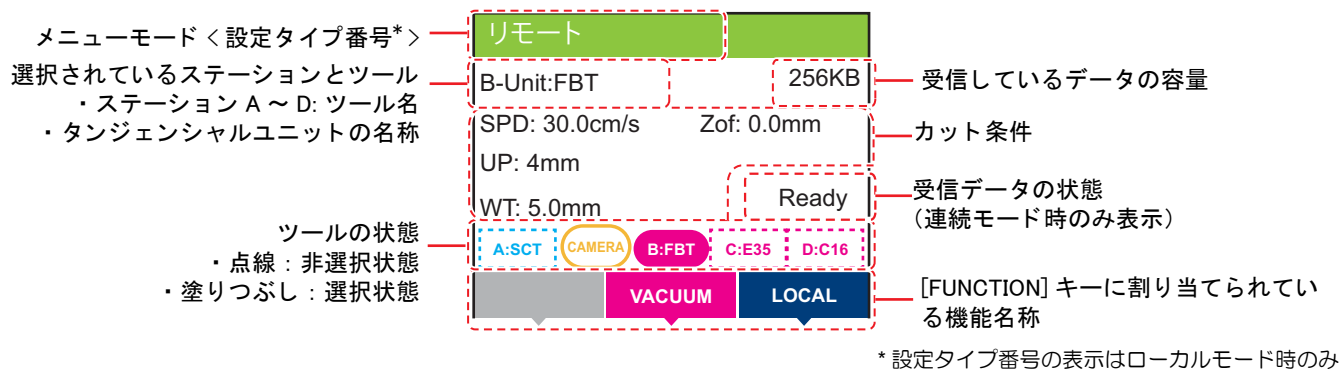 メニューモード < 設定タイプ番号* >
選択されているステーションとツール
・ステーション A ~ D: ツール名
・タンジェンシャルユニットの名称
ツールの状態
・点線：非選択状態
・塗りつぶし：選択状態
リモート
B-Unit:FBT
256KB
SPD: 30.0cm/s Zof: 0.0mm
UP: 4mm
WT: 5.0mm
Ready
A:SCT CAMERA B:FBT C:E35 D:C16
VACUUM LOCAL
受信しているデータの容量
カット条件
受信データの状態
（連続モード時のみ表示）
[FUNCTION] キーに割り当てられてい
る機能名称
* 設定タイプ番号の表示はローカルモード時のみ